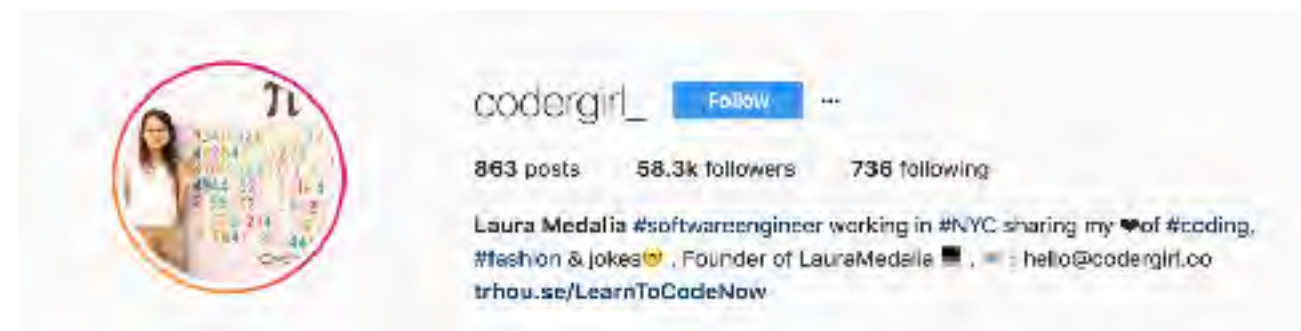 π
codergirl_ Follow ...
863 posts 58.3k followers 736 following
Laura Medalia #softwareengineer working in #NYC sharing my ❤of #coding,
#fashion & jokes , Founder of LauraMedalia , : hello@codergirl.co
trhou.se/LearnToCodeNow